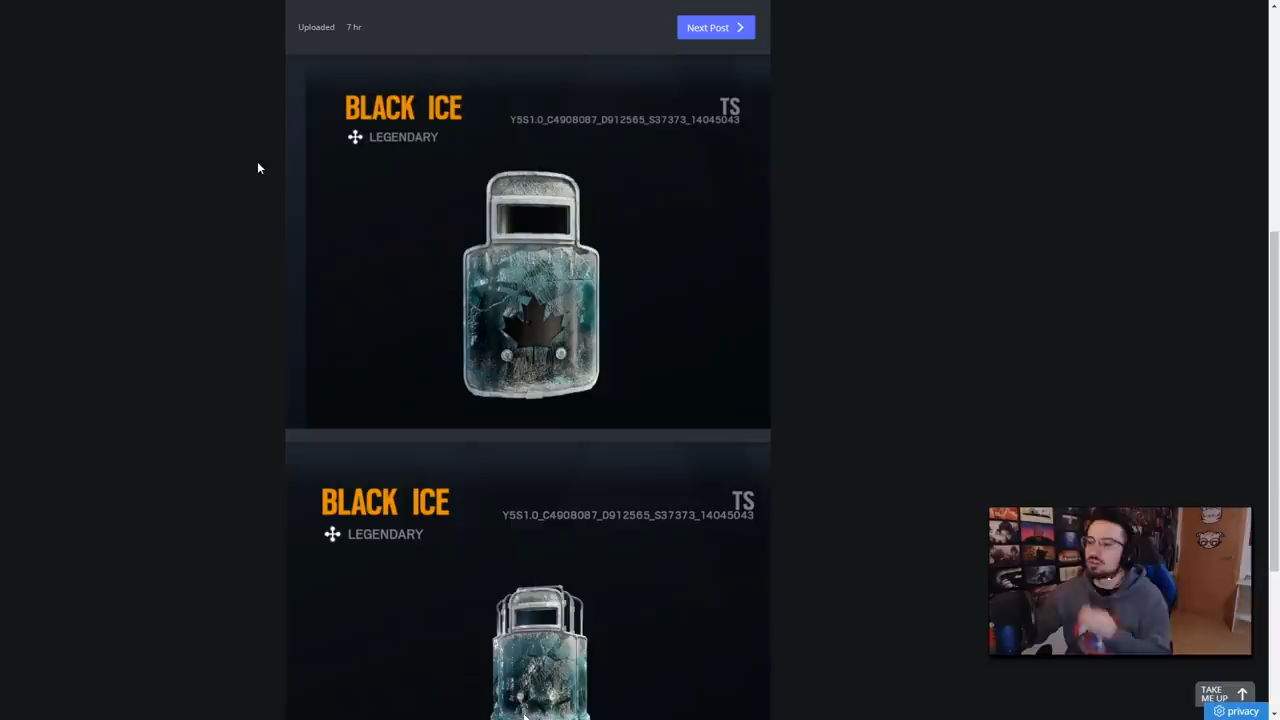 Uploaded 7 hr
Next Post
BLACK ICE
TS
Y5S1.0_C4908087_D912565_S37373_14045043
LEGENDARY
BLACK ICE
TS
Y5S1.0_C4908087_D912565_S37373_14045043
LEGENDARY
TAKE
ME UP
privacy